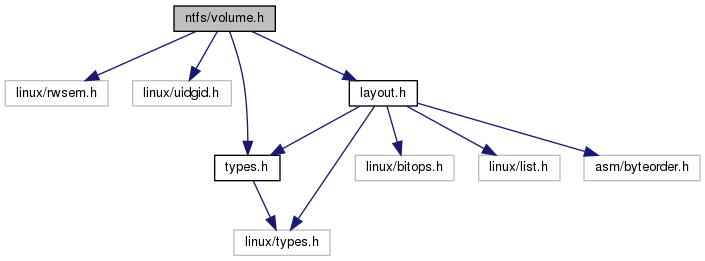 ntfs/volume.h
linux/rwsem.h
linux/uidgid.h
layout.h
types.h
linux/bitops.h
linux/list.h
asm/byteorder.h
linux/types.h